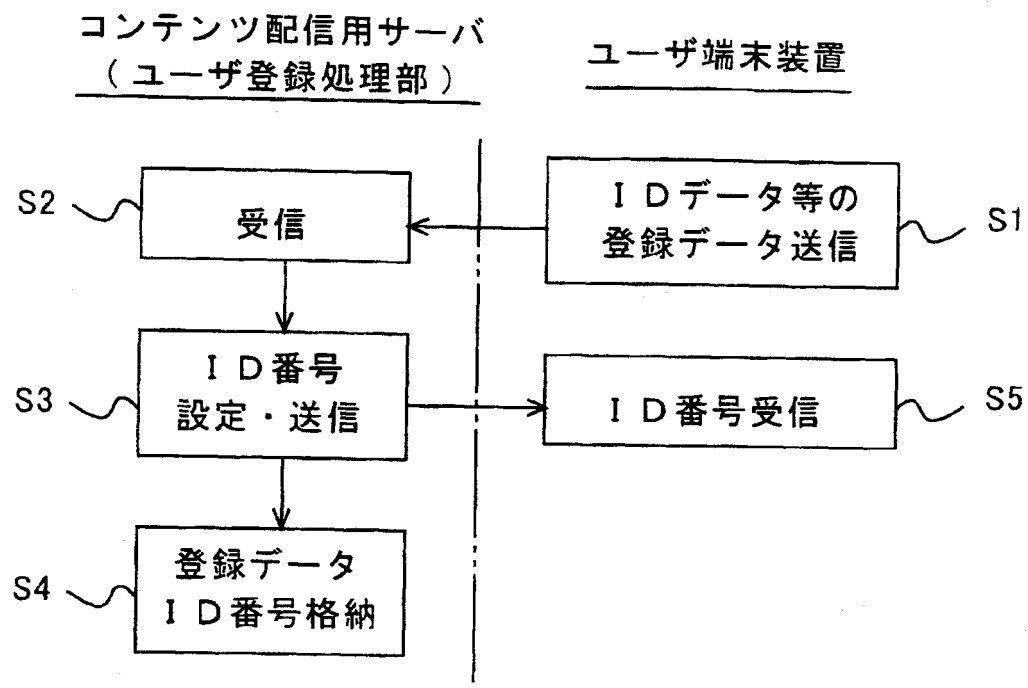 コンテンツ配信用サーバ
(ユーザ登録処理部)
ユーザ端末装置
S2
受信
IDデータ等の
登録データ送信
S1
S3
ID番号
設定・送信
ID番号受信
S5
S4
登録データ
ID番号格納